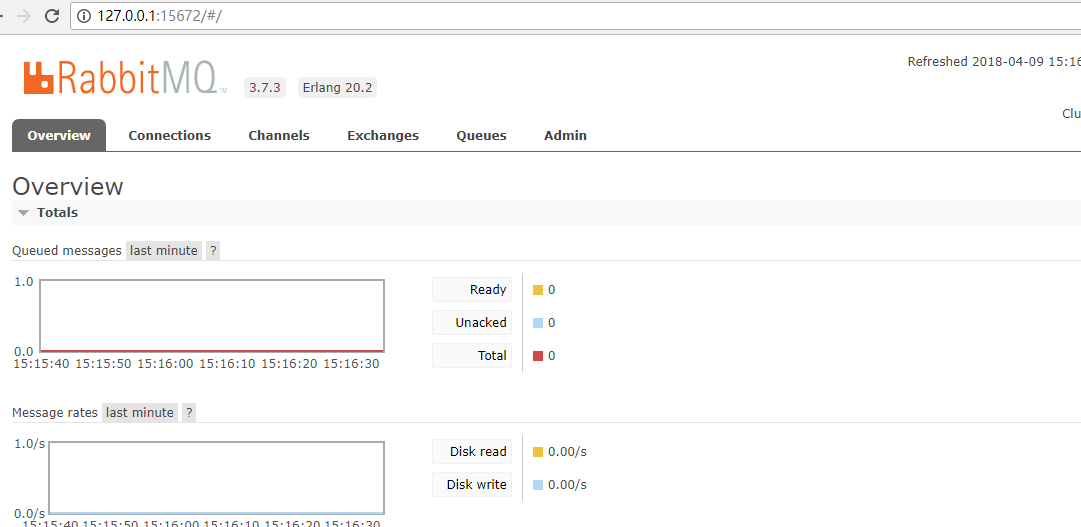 127.0.0.1:15672/#/
RabbitMQ TM 3.7.3 Erlang 20.2
Refreshed 2018-04-09 15:16
Clu
Overview Connections Channels Exchanges Queues Admin
Overview
Totals
Queued messages last minute ?
1.0
0.0
15:15:40 15:15:50 15:16:00 15:16:10 15:16:20 15:16:30
Ready 0
Unacked 0
Total 0
Message rates last minute ?
1.0/s
0.0/s
15:15:40 15:15:50 15:16:00 15:16:10 15:16:20 15:16:30
Disk read 0.00/s
Disk write 0.00/s